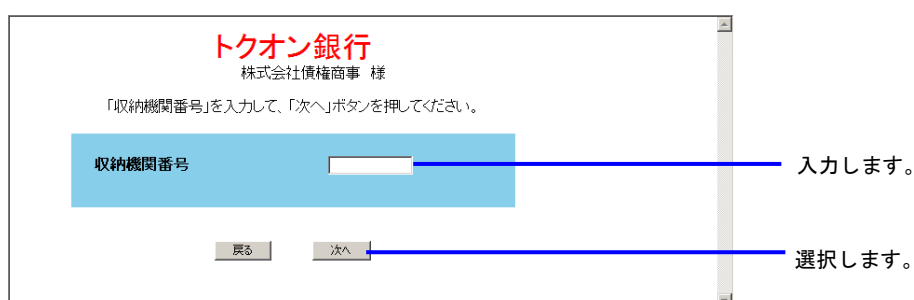 トクオン銀行
株式会社債権商事 様
「収納機関番号」を入力して、「次へ」ボタンを押してください。
収納機関番号
入力します。
戻る 次へ
選択します。